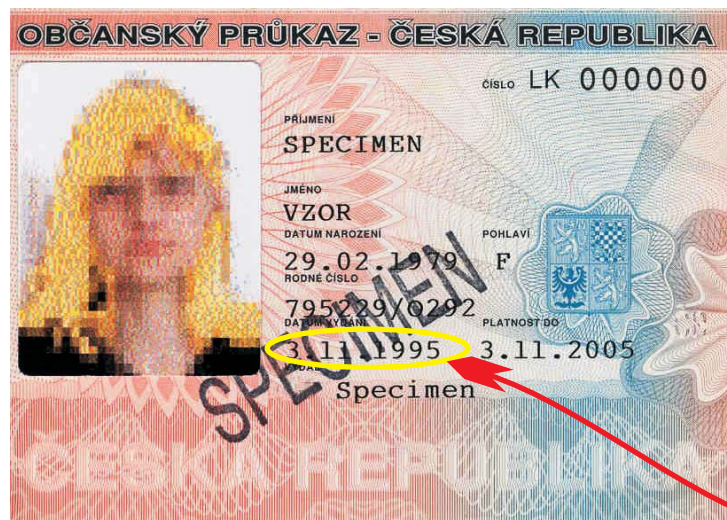 OBČANSKÝ PRŮKAZ - ČESKÁ REPUBLIKA
ČÍSLO LK 000000
PŘÍJMENÍ
SPECIMEN
JMÉNO
VZOR
DATUM NAROZENÍ POHLAVÍ
29.02.1979 F
RODNÉ ČÍSLO
795229/0292
DATUM VYDÁNÍ PLATNOST DO
3.11.1995 3.11.2005
VYDAL
Specimen
SPECIMEN
ČESKÁ REPUBLIKA